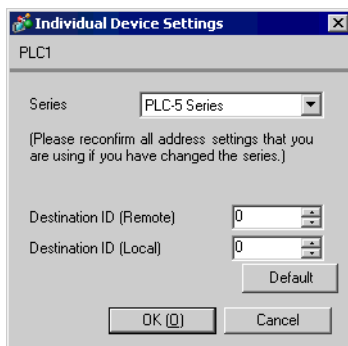 Individual Device Settings
PLC1
Series PLC-5 Series
(Please reconfirm all address settings that you
are using if you have changed the series.)
Destination ID (Remote) 0
Destination ID (Local) 0
Default
OK (O) Cancel